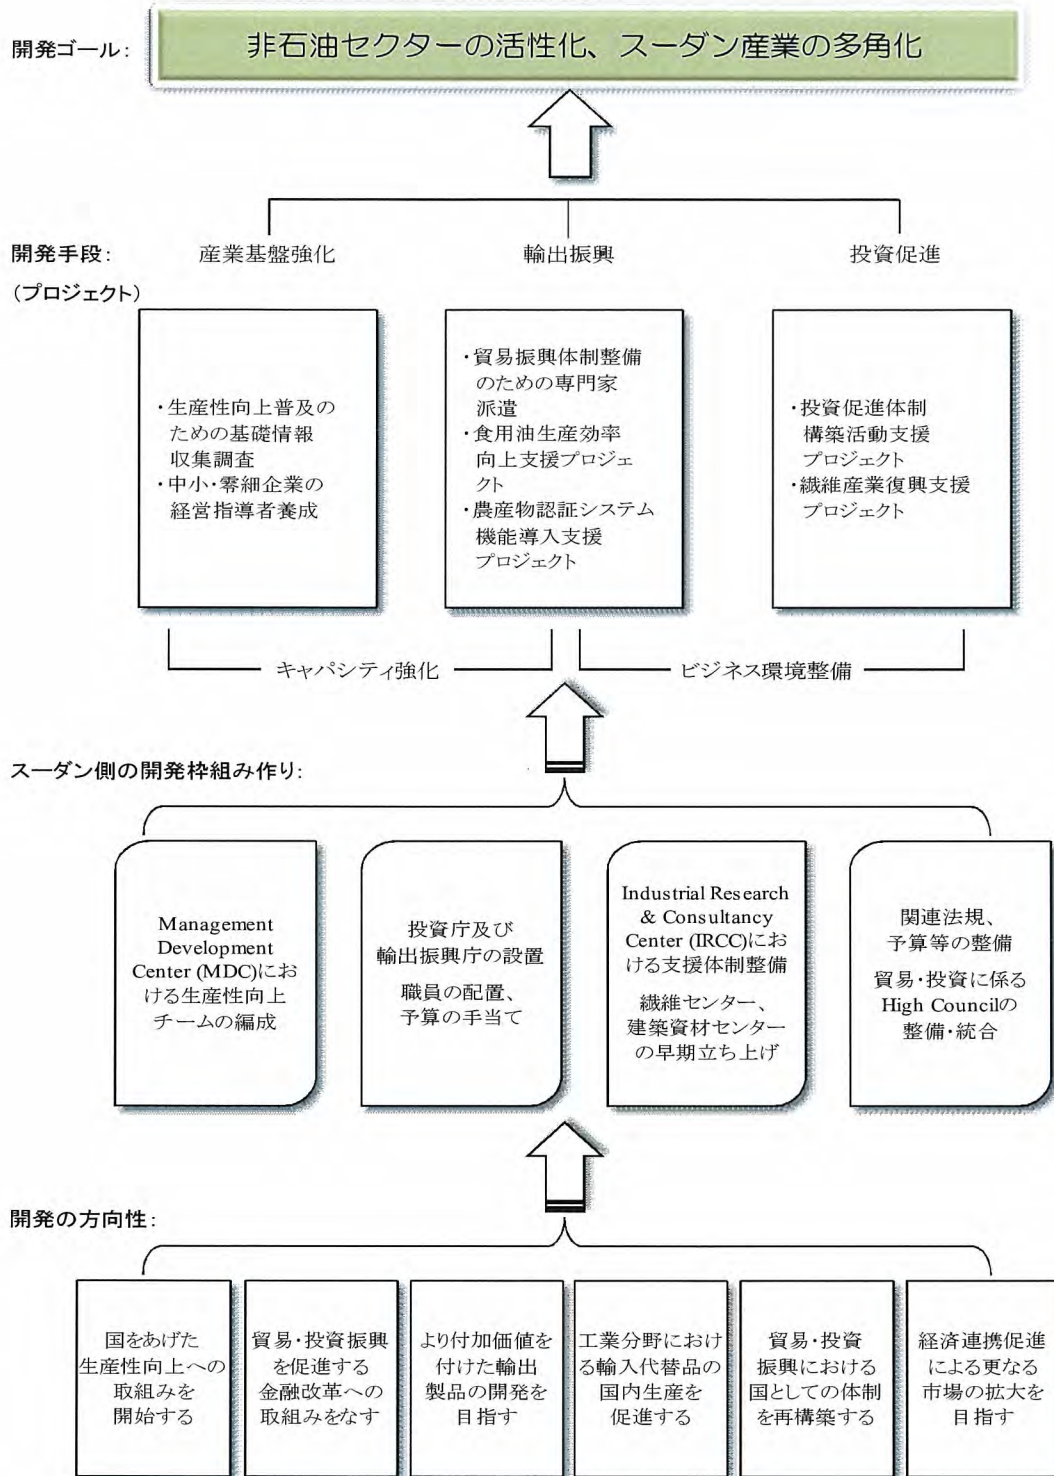 開発ゴール:
非石油セクターの活性化、スーダン産業の多角化
開発手段:
(プロジェクト)
産業基盤強化
輸出振興
投資促進
・生産性向上普及の
ための基礎情報
収集調査
・中小・零細企業の
経営指導者養成
・貿易振興体制整備
のための専門家
派遣
・食用油生産効率
向上支援プロジェ
クト
・農産物認証システム
機能導入支援
プロジェクト
・投資促進体制
構築活動支援
プロジェクト
・繊維産業復興支援
プロジェクト
キャパシティ強化
ビジネス環境整備
スーダン側の開発枠組み作り:
Management
Development
Center (MDC)にお
ける生産性向上
チームの編成
投資庁及び
輸出振興庁の設置
職員の配置、
予算の手当て
Industrial Research
& Consultancy
Center (IRCC)にお
ける支援体制整備
繊維センター、
建築資材センター
の早期立ち上げ
関連法規、
予算等の整備
貿易・投資に係る
High Councilの
整備・統合
開発の方向性:
国をあげた
生産性向上への
取組みを
開始する
貿易・投資振興
を促進する
金融改革への
取組みをなす
より付加価値を
付けた輸出
製品の開発を
目指す
工業分野におけ
る輸入代替品の
国内生産を
促進する
貿易・投資
振興における
国としての体制
を再構築する
経済連携促進
による更なる
市場の拡大を
目指す